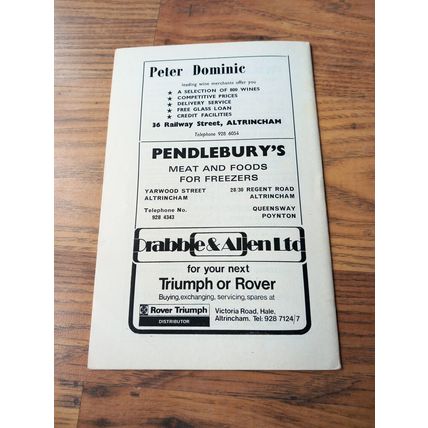 Peter Dominic
leading wine merchants offer you
★ A SELECTION OF 800 WINES
★ COMPETITIVE PRICES
★ DELIVERY SERVICE
★ FREE GLASS LOAN
★ CREDIT FACILITIES
36 Railway Street, ALTRINCHAM
Telephone 928 6054
PENDLEBURY'S
MEAT AND FOODS
FOR FREEZERS
YARWOOD STREET
ALTRINCHAM
28/30 REGENT ROAD
ALTRINCHAM
Telephone No.
928 4343
QUEENSWAY
POYNTON
Crabble & Allen Ltd
for your next
Triumph or Rover
Buying, exchanging, servicing, spares at
Rover Triumph
DISTRIBUTOR
Victoria Road, Hale,
Altrincham. Tel: 928 7124/7